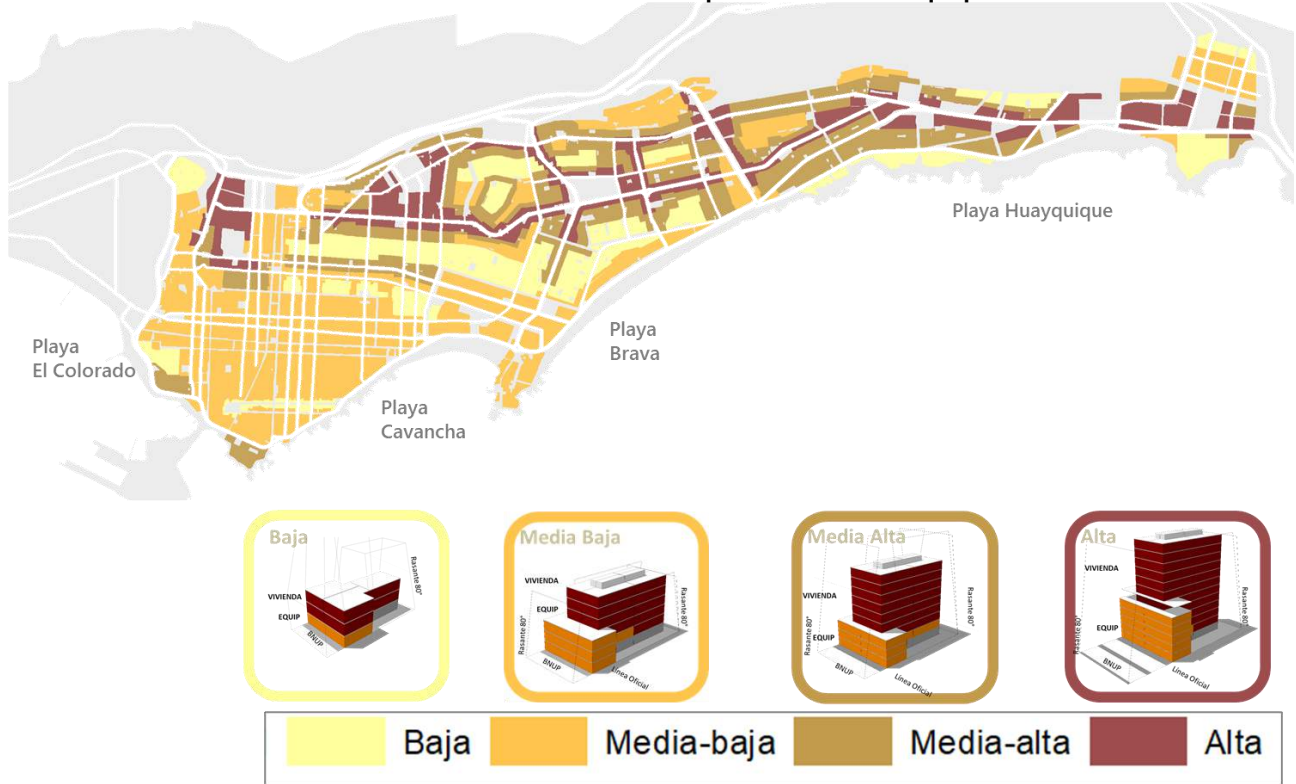 Playa Huayquique
Playa
Brava
Playa
El Colorado
Playa
Cavancha
Baja
VIVIENDA
EQUIP
BNUP
Rasante 80°
Media Baja
VIVIENDA
EQUIP
Rasante 80°
BNUP
Línea Oficial
Rasante 80°
Media Alta
VIVIENDA
EQUIP
Rasante 80°
BNUP
Línea Oficial
Rasante 80°
Alta
VIVIENDA
EQUIP
Rasante 80°
BNUP
Línea Oficial
Rasante 80°
Baja
Media-baja
Media-alta
Alta